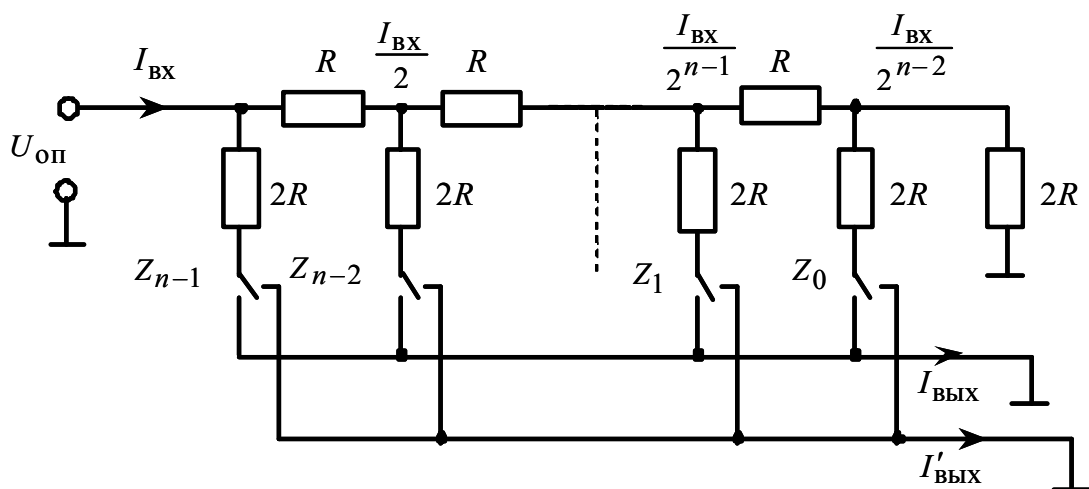 I_вх R I_вх/2 R I_вх/2^{n−1} R I_вх/2^{n−2}
U_оп
2R 2R 2R 2R 2R
Z_{n−1} Z_{n−2} Z_1 Z_0
I_вых
I′_вых